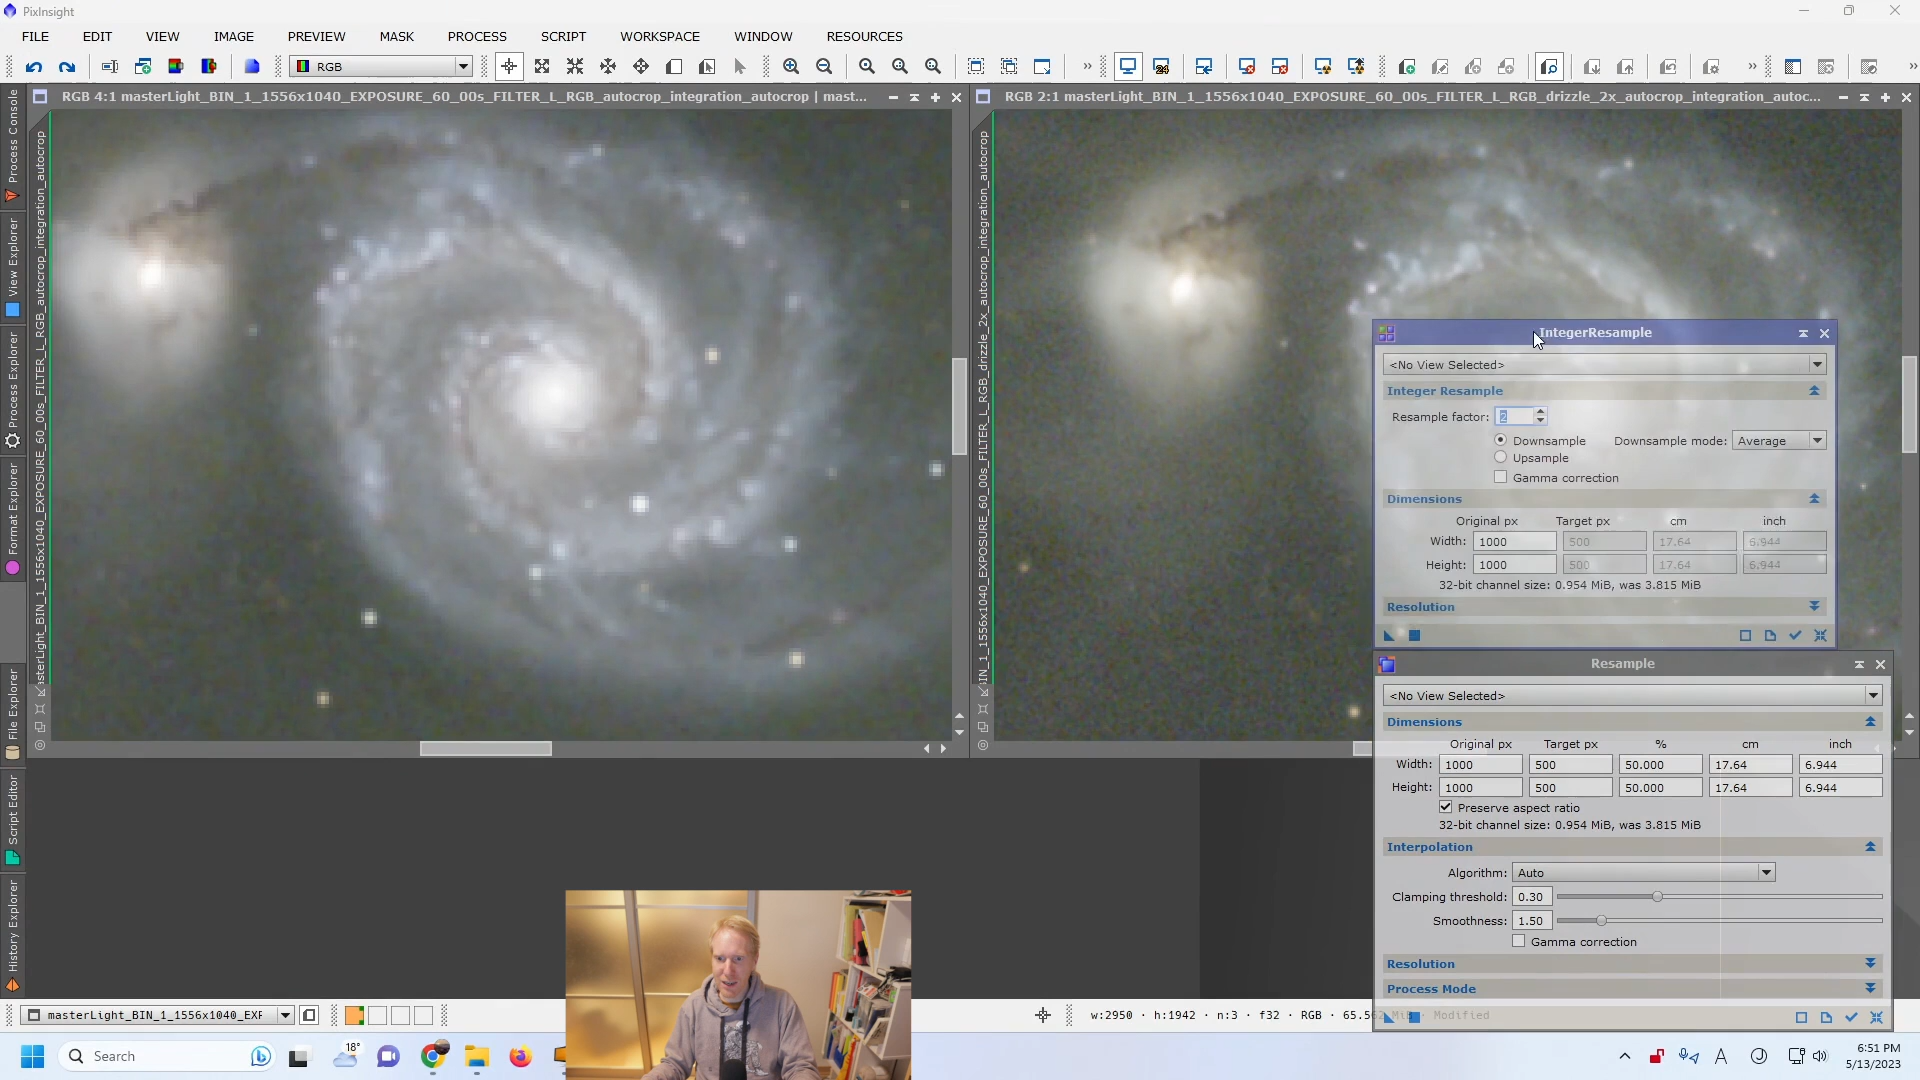 PixInsight
FILE EDIT VIEW IMAGE PREVIEW MASK PROCESS SCRIPT WORKSPACE WINDOW RESOURCES
RGB
24
RGB 4:1 masterLight_BIN_1_1556x1040_EXPOSURE_60_00s_FILTER_L_RGB_autocrop_integration_autocrop | mast...
RGB 2:1 masterLight_BIN_1_1556x1040_EXPOSURE_60_00s_FILTER_L_RGB_drizzle_2x_autocrop_integration_autoc...
Process Console
View Explorer
Process Explorer
Format Explorer
File Explorer
Script Editor
History Explorer
asterLight_BIN_1_1556x1040_EXPOSURE_60_00s_FILTER_L_RGB_autocrop_integration_autocrop
BIN_1_1556x1040_EXPOSURE_60_00s_FILTER_L_RGB_drizzle_2x_autocrop_integration_autocrop
IntegerResample
<No View Selected>
Integer Resample
Resample factor: 2
Downsample Downsample mode: Average
Upsample
Gamma correction
Dimensions
Original px Target px cm inch
Width: 1000 500 17.64 6.944
Height: 1000 500 17.64 6.944
32-bit channel size: 0.954 MiB, was 3.815 MiB
Resolution
Resample
<No View Selected>
Dimensions
Original px Target px % cm inch
Width: 1000 500 50.000 17.64 6.944
Height: 1000 500 50.000 17.64 6.944
Preserve aspect ratio
32-bit channel size: 0.954 MiB, was 3.815 MiB
Interpolation
Algorithm: Auto
Clamping threshold: 0.30
Smoothness: 1.50
Gamma correction
Resolution
Process Mode
masterLight_BIN_1_1556x1040_EXF
w:2950 · h:1942 · n:3 · f32 · RGB · Modified
Search
18°
6:51 PM
5/13/2023